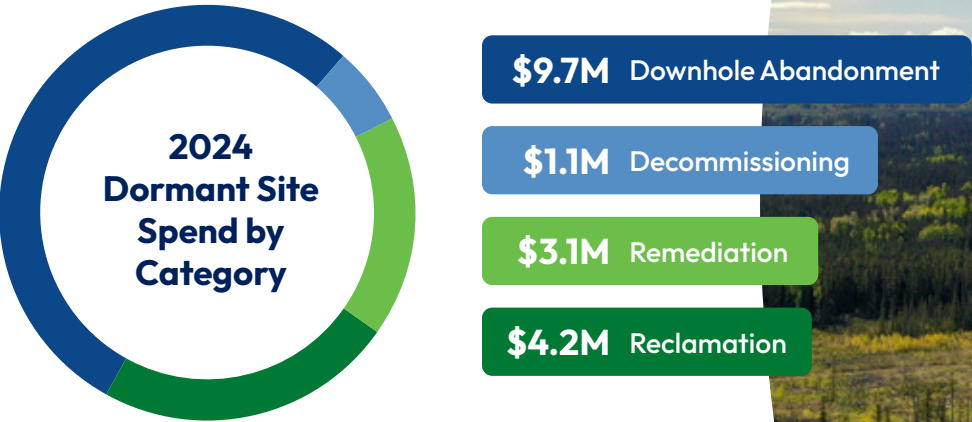 2024
Dormant Site
Spend by
Category
$9.7M Downhole Abandonment
$1.1M Decommissioning
$3.1M Remediation
$4.2M Reclamation